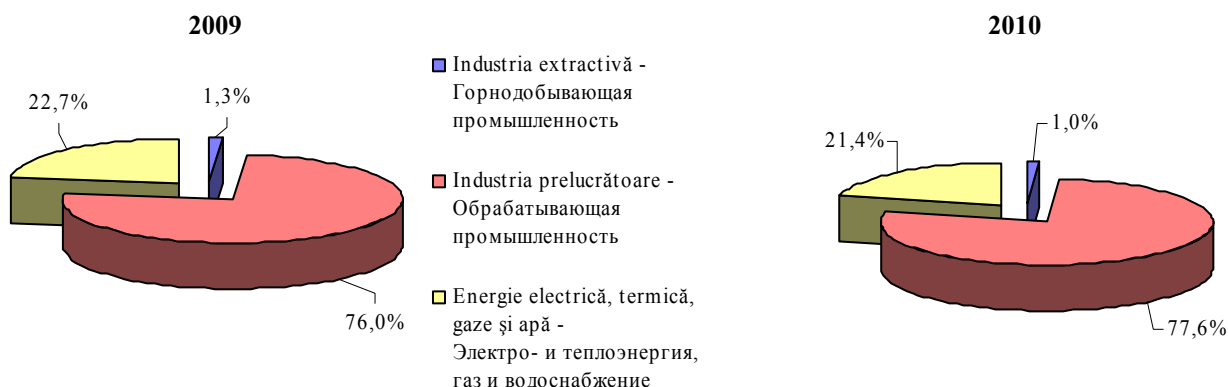 2009
22,7%
1,3%
76,0%
Industria extractivă -
Горнодобывающая
промышленность
Industria prelucrătoare -
Обрабатывающая
промышленность
Energie electrică, termică,
gaze şi apă -
Электро- и теплоэнергия,
газ и водоснабжение
2010
21,4%
1,0%
77,6%